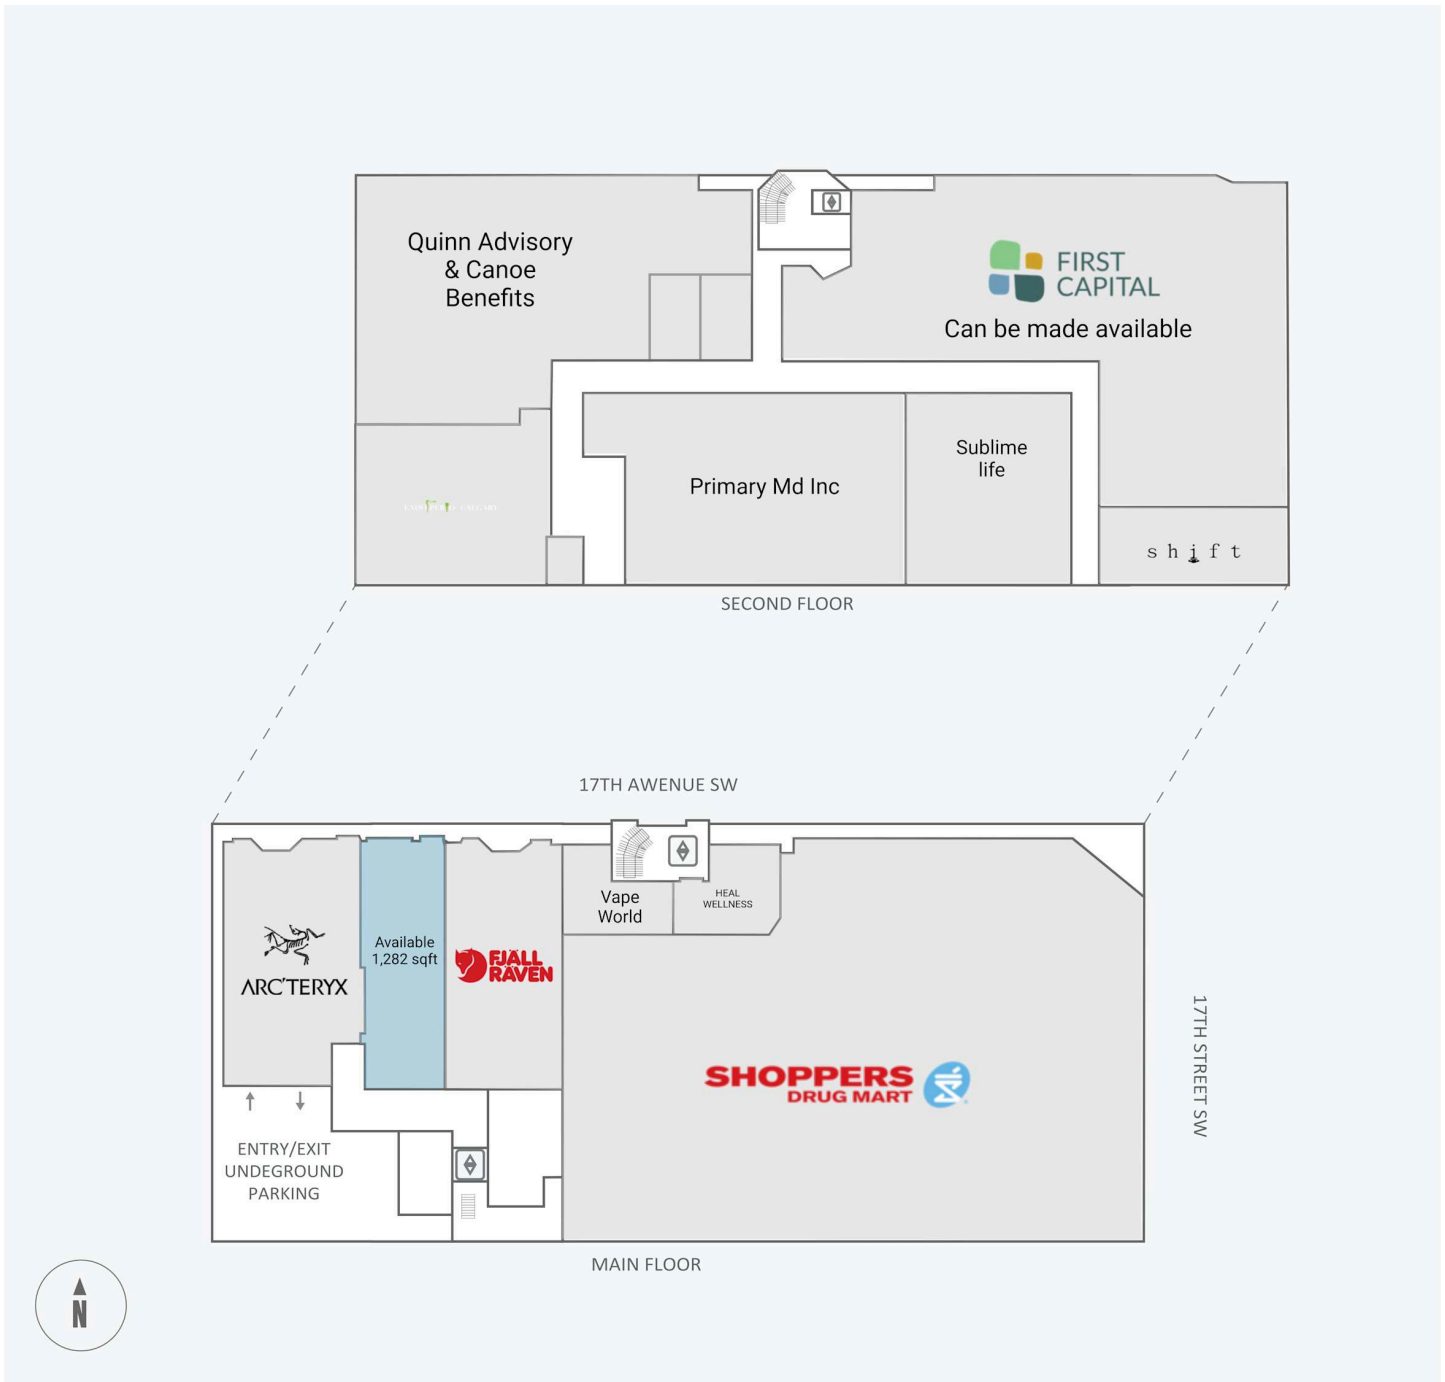 Quinn Advisory
& Canoe
Benefits
FIRST
CAPITAL
Can be made available
Primary Md Inc
Sublime
life
shift
SECOND FLOOR
17TH AWENUE SW
Vape
World
HEAL
WELLNESS
Available
1,282 sqft
ARC'TERYX
FJÄLL
RÄVEN
SHOPPERS
DRUG MART
17TH STREET SW
ENTRY/EXIT
UNDEGROUND
PARKING
MAIN FLOOR
N